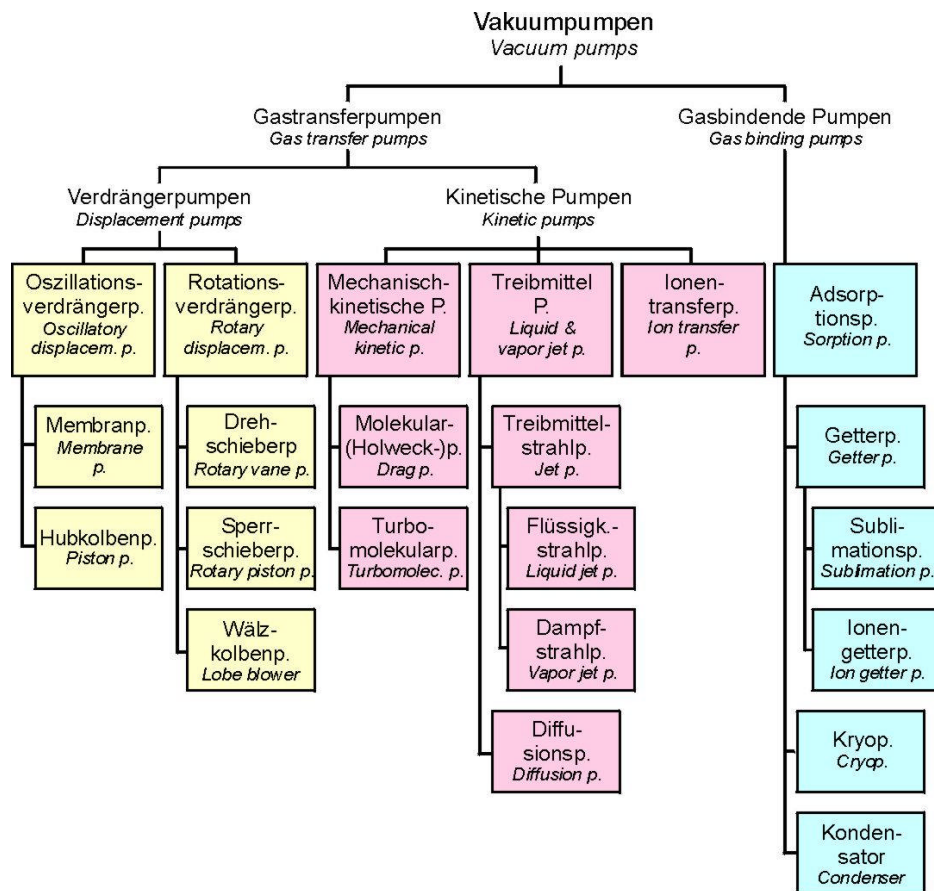 Vakuumpumpen
Vacuum pumps
Gastransferpumpen
Gas transfer pumps
Gasbindende Pumpen
Gas binding pumps
Verdrängerpumpen
Displacement pumps
Kinetische Pumpen
Kinetic pumps
Oszillations-
verdrängerp.
Oscillatory
displacem. p.
Rotations-
verdrängerp.
Rotary
displacem. p.
Mechanisch-
kinetische P.
Mechanical
kinetic p.
Treibmittel
P.
Liquid &
vapor jet p.
Ionen-
transferp.
Ion transfer
p.
Adsorp-
tionsp.
Sorption p.
Membranp.
Membrane
p.
Hubkolbenp.
Piston p.
Dreh-
schieberp
Rotary vane p.
Sperr-
schieberp.
Rotary piston p.
Wälz-
kolbenp.
Lobe blower
Molekular-
(Holweck-)p.
Drag p.
Turbo-
molekularp.
Turbomolec. p.
Treibmittel-
strahlp.
Jet p.
Flüssigk.-
strahlp.
Liquid jet p.
Dampf-
strahlp.
Vapor jet p.
Diffu-
sionsp.
Diffusion p.
Getterp.
Getter p.
Subli-
mationsp.
Sublimation p.
Ionen-
getterp.
Ion getter p.
Kryop.
Cryop.
Konden-
sator
Condenser